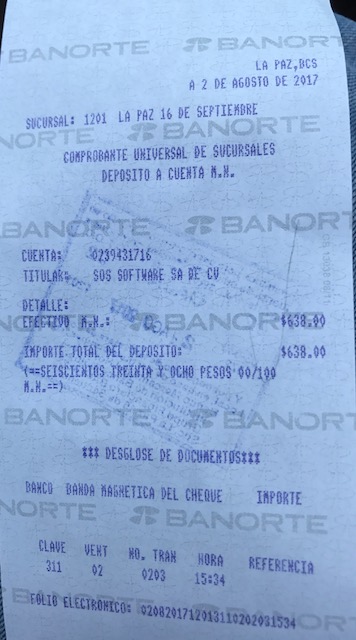 BANORTE BANORTE
LA PAZ,BCS
A 2 DE AGOSTO DE 2017
SUCURSAL: 1201 LA PAZ 16 DE SEPTIEMBRE
NORTE BANORTE
COMPROBANTE UNIVERSAL DE SUCURSALES
DEPOSITO A CUENTA M.N.
BANORTE BANORT
CUENTA: 0239431716
TITULAR: SOS SOFTWARE SA DE CV
DETALLE:
EFECTIVO M.N.: $638.00
BANORTE
IMPORTE TOTAL DEL DEPOSITO: $638.00
(==SEISCIENTOS TREINTA Y OCHO PESOS 00/100
M.N.==)
BANORTE BANORT
*** DESGLOSE DE DOCUMENTOS***
BANCO BANDA MAGNETICA DEL CHEQUE IMPORTE
NORTE BANORTE
CLAVE VENT NO. TRAN HORA REFERENCIA
311 02 0203 15:34
BANORTE BANORT
FOLIO ELECTRONICO: 0208201712013110202031534